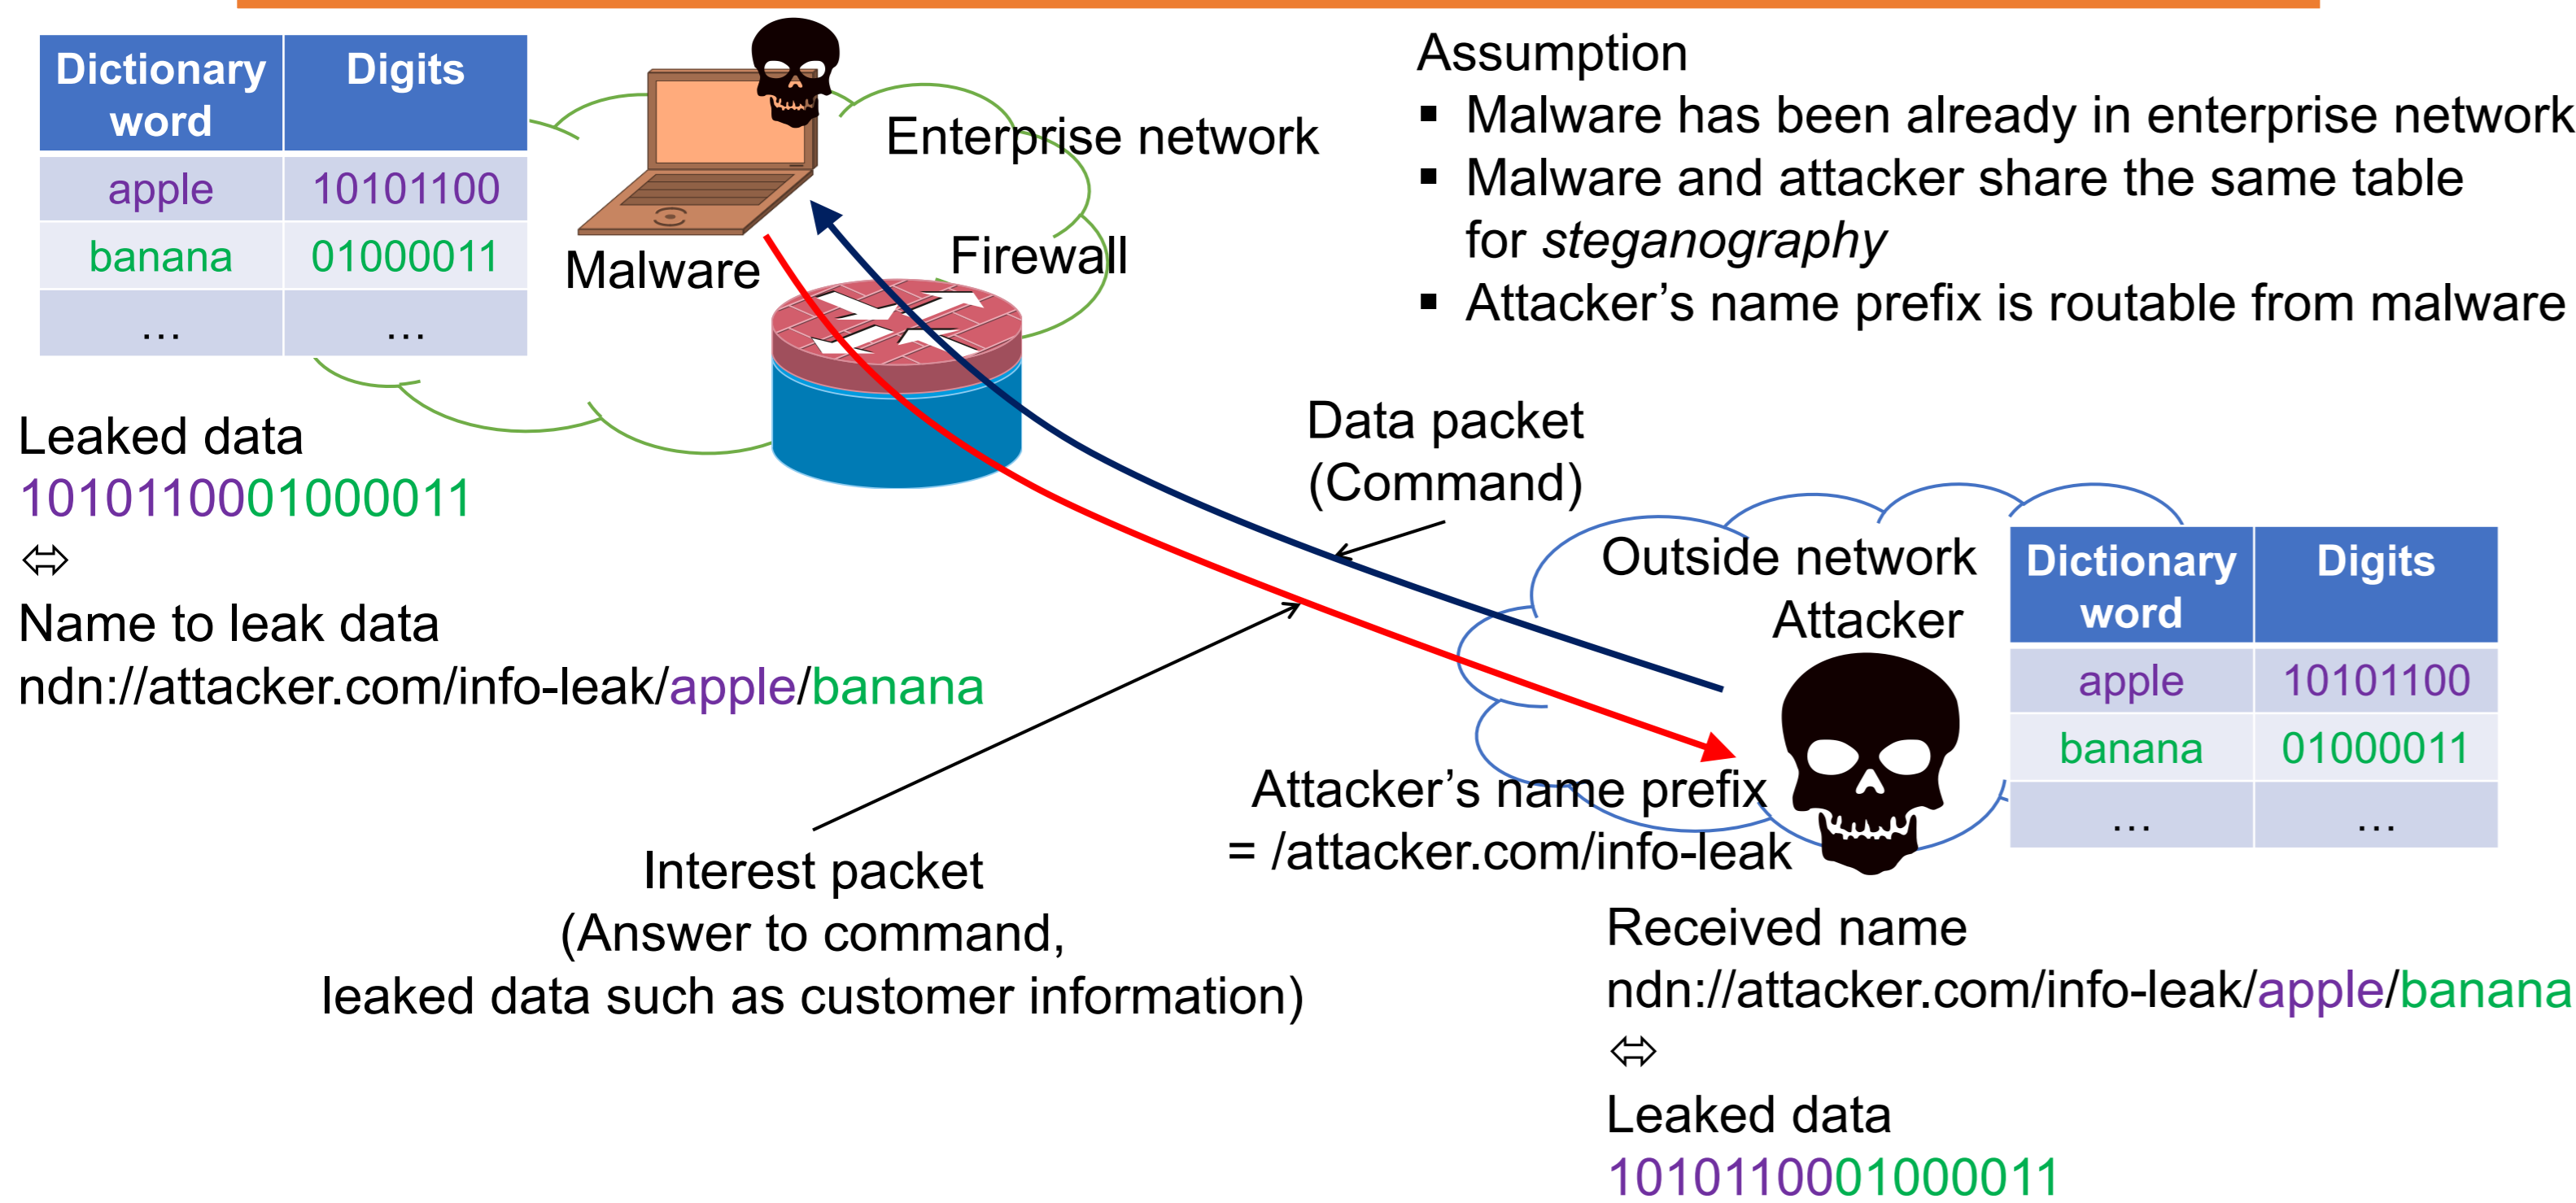 Dictionary word
Digits
apple
10101100
banana
01000011
…
…
Enterprise network
Malware
Firewall
Assumption
▪ Malware has been already in enterprise network
▪ Malware and attacker share the same table
for steganography
▪ Attacker’s name prefix is routable from malware
Leaked data
1010110001000011
⬄
Name to leak data
ndn://attacker.com/info-leak/apple/banana
Data packet
(Command)
Outside network
Attacker
Dictionary word
Digits
apple
10101100
banana
01000011
…
…
Attacker’s name prefix
= /attacker.com/info-leak
Interest packet
(Answer to command,
leaked data such as customer information)
Received name
ndn://attacker.com/info-leak/apple/banana
⬄
Leaked data
1010110001000011